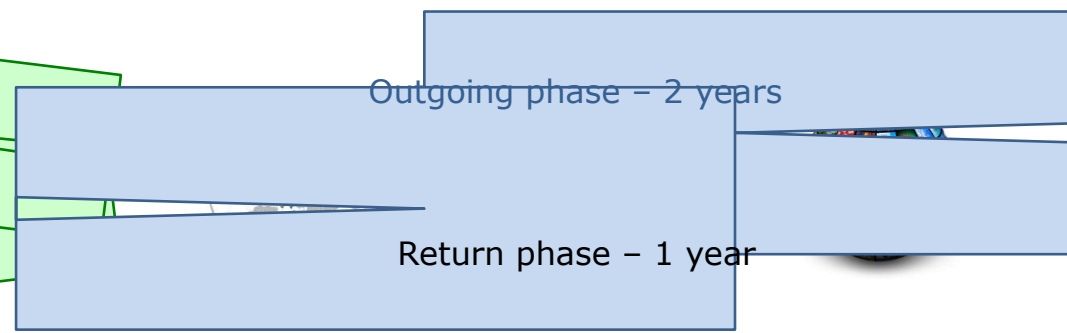 Outgoing phase – 2 years
Return phase – 1 year